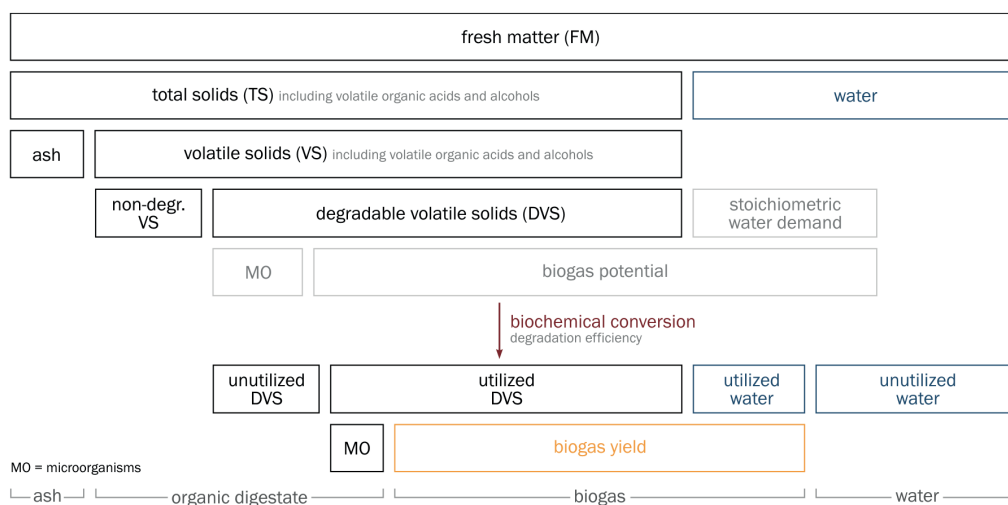 fresh matter (FM)
total solids (TS) including volatile organic acids and alcohols
water
ash
volatile solids (VS) including volatile organic acids and alcohols
non-degr.
VS
degradable volatile solids (DVS)
stoichiometric
water demand
MO
biogas potential
biochemical conversion
degradation efficiency
unutilized
DVS
utilized
DVS
utilized
water
unutilized
water
MO
biogas yield
MO = microorganisms
ash
organic digestate
biogas
water